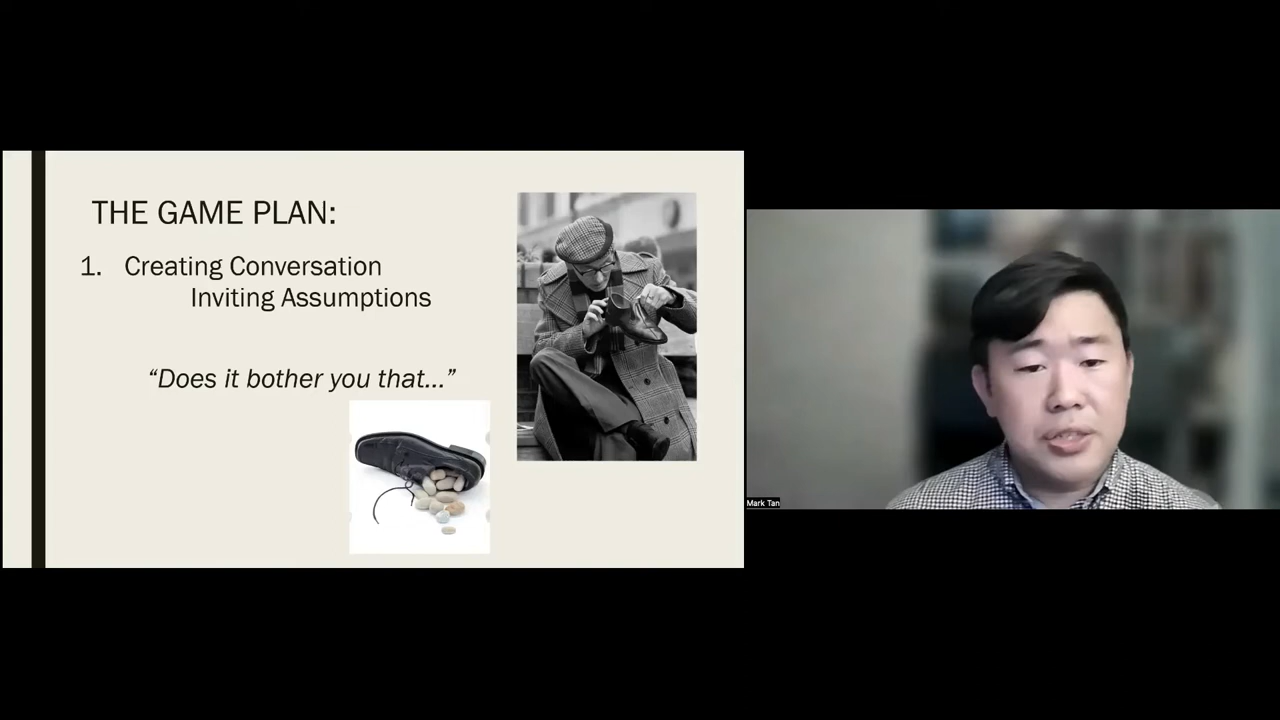 THE GAME PLAN:
1. Creating Conversation
Inviting Assumptions
“Does it bother you that...”
Mark Tan